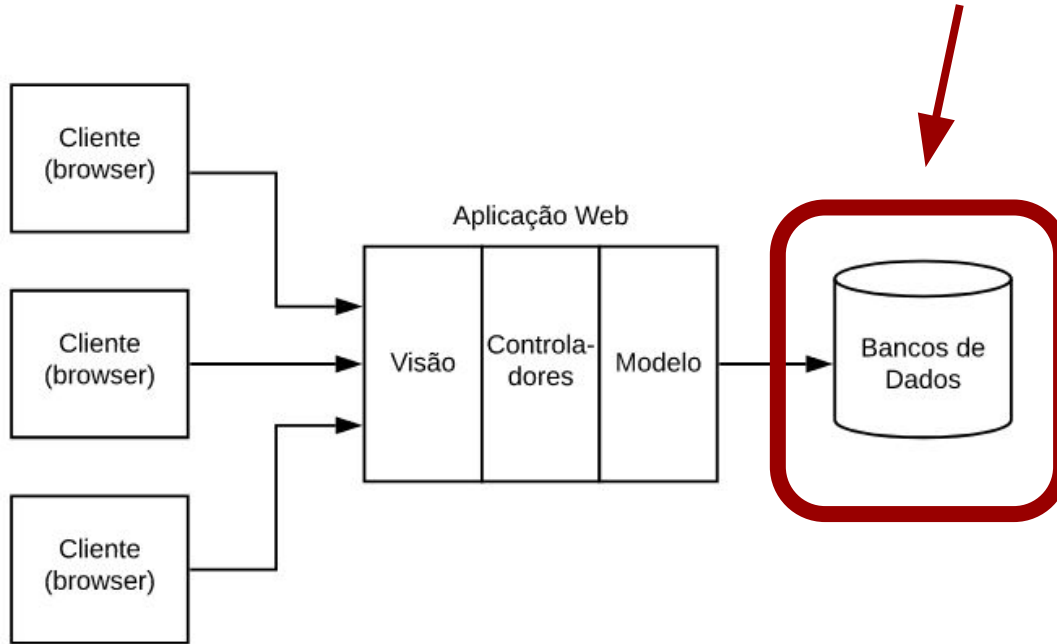 Cliente
(browser)
Aplicação Web
Cliente
(browser)
Visão
Controla-
dores
Modelo
Bancos de
Dados
Cliente
(browser)